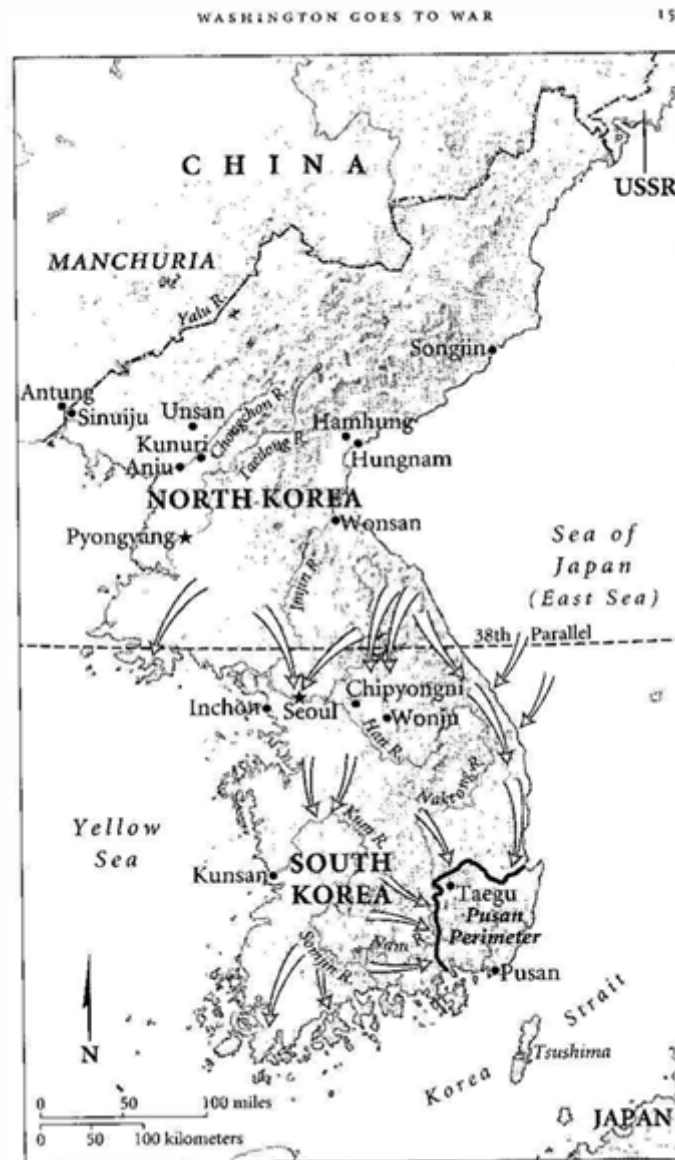 WASHINGTON GOES TO WAR 15
CHINA
USSR
MANCHURIA
Yalu R.
Songjin
Antung
Sinuiju
Unsan
Chongchon R.
Hamhung
Kunuri
Taedong R.
Hungnam
Anju
NORTH KOREA
Wonsan
Pyongyang
Sea of
Japan
(East Sea)
Imjin R.
38th Parallel
Chipyongni
Inchon
Seoul
Wonju
Han R.
Naktong R.
Yellow
Sea
Kum R.
SOUTH
KOREA
Kunsan
Taegu
Pusan
Perimeter
Nam R.
Somjin R.
Pusan
N
Korea Strait
Tsushima
0 50 100 miles
0 50 100 kilometers
JAPAN